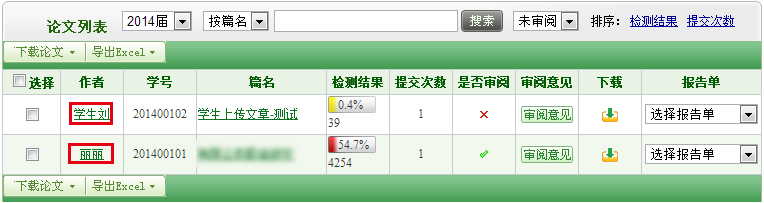 论文列表 2014届 按篇名 搜索 未审阅 排序： 检测结果 提交次数
下载论文 导出Excel
选择 作者 学号 篇名 检测结果 提交次数 是否审阅 审阅意见 下载 报告单
学生刘 201400102 学生上传文章-测试 0.4% 39 1 审阅意见 选择报告单
丽丽 201400101 54.7% 4254 1 审阅意见 选择报告单
下载论文 导出Excel